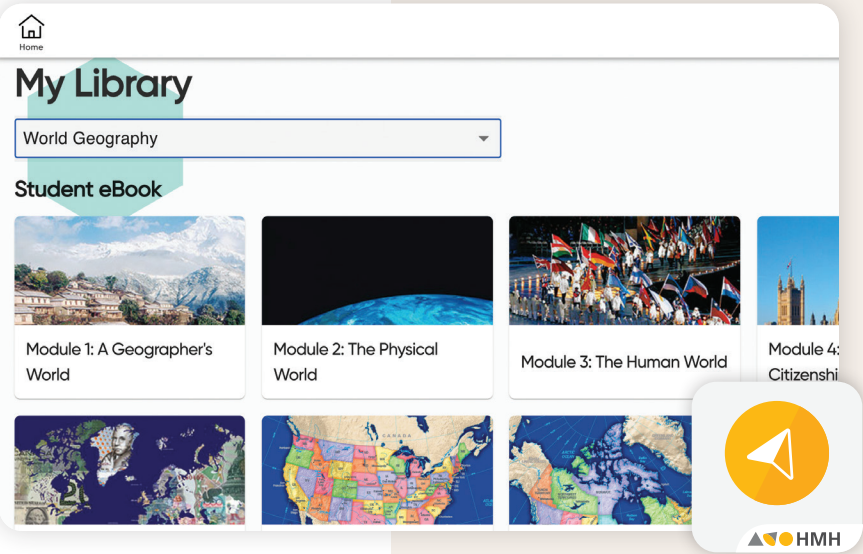 Home
My Library
World Geography
Student eBook
Module 1: A Geographer's
World
Module 2: The Physical
World
Module 3: The Human World
Module 4:
Citizenshi
CANADA
HMH